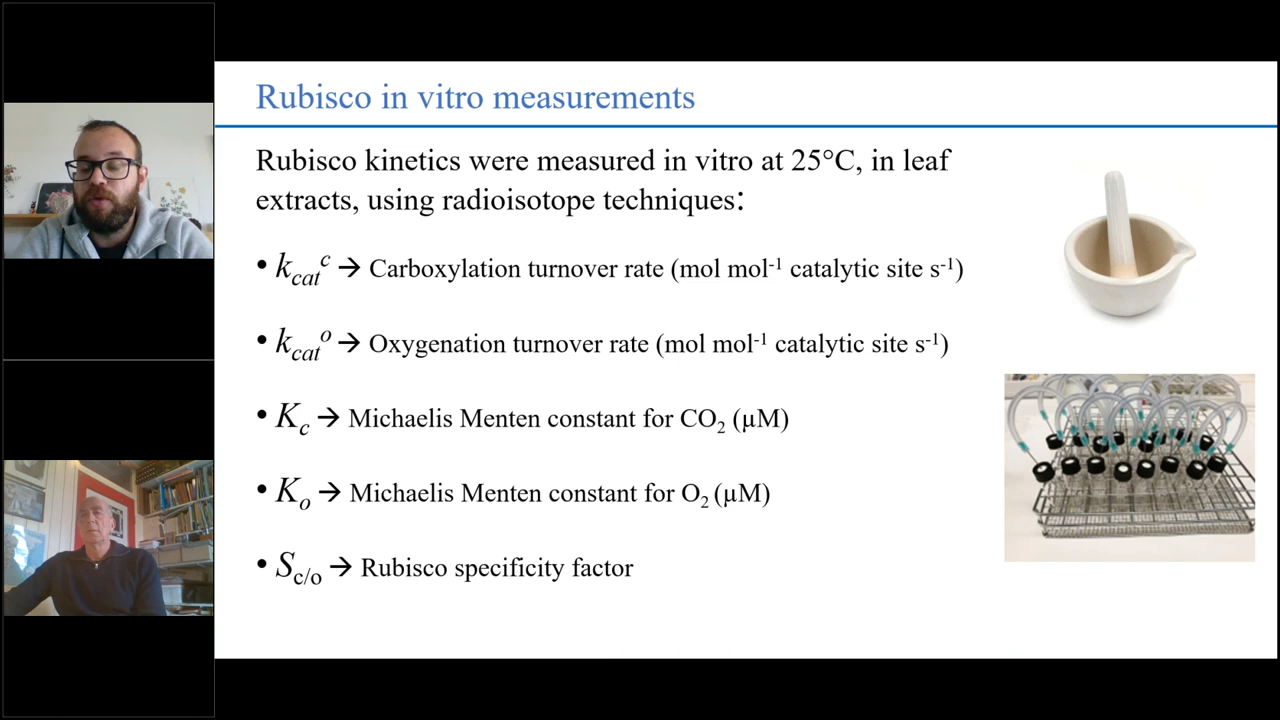 Rubisco in vitro measurements
Rubisco kinetics were measured in vitro at 25°C, in leaf
extracts, using radioisotope techniques:
• k_cat^c → Carboxylation turnover rate (mol mol⁻¹ catalytic site s⁻¹)
• k_cat^o → Oxygenation turnover rate (mol mol⁻¹ catalytic site s⁻¹)
• K_c → Michaelis Menten constant for CO₂ (µM)
• K_o → Michaelis Menten constant for O₂ (µM)
• S_c/o → Rubisco specificity factor